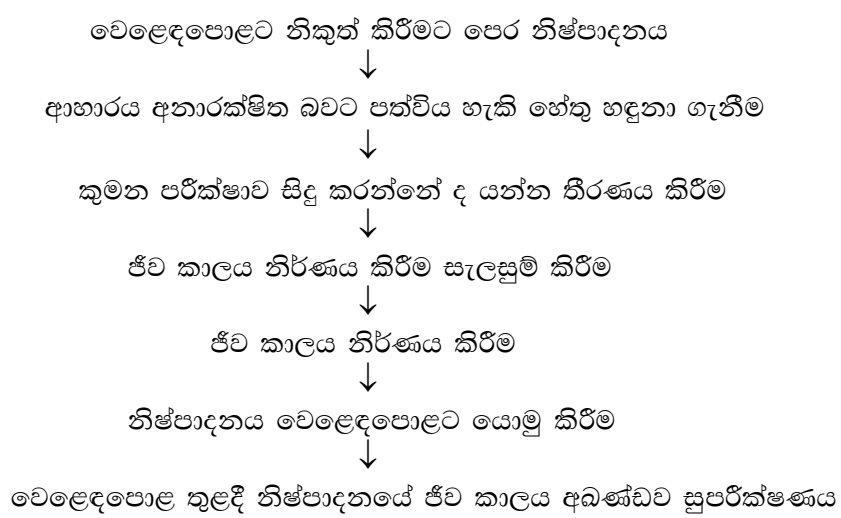 වෙළෙඳපොළට නිකුත් කිරීමට පෙර නිෂ්පාදනය
ආහාරය අනාරක්ෂිත බවට පත්විය හැකි හේතු හඳුනා ගැනීම
කුමන පරීක්ෂාව සිදු කරන්නේ ද යන්න තීරණය කිරීම
ජීව කාලය නිර්ණය කිරීම සැලසුම් කිරීම
ජීව කාලය නිර්ණය කිරීම
නිෂ්පාදනය වෙළෙඳපොළට යොමු කිරීම
වෙළෙඳපොළ තුළදී නිෂ්පාදනයේ ජීව කාලය අඛණ්ඩව සුපරීක්ෂණය